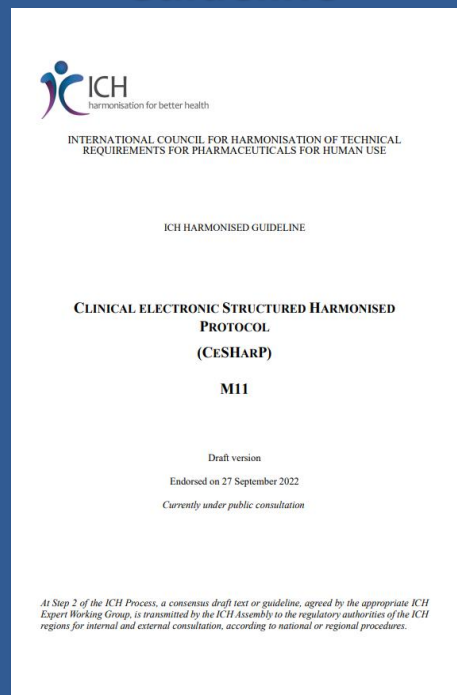 ICH
harmonisation for better health
INTERNATIONAL COUNCIL FOR HARMONISATION OF TECHNICAL
REQUIREMENTS FOR PHARMACEUTICALS FOR HUMAN USE
ICH HARMONISED GUIDELINE
CLINICAL ELECTRONIC STRUCTURED HARMONISED
PROTOCOL
(CESHARP)
M11
Draft version
Endorsed on 27 September 2022
Currently under public consultation
At Step 2 of the ICH Process, a consensus draft text or guideline, agreed by the appropriate ICH
Expert Working Group, is transmitted by the ICH Assembly to the regulatory authorities of the ICH
regions for internal and external consultation, according to national or regional procedures.